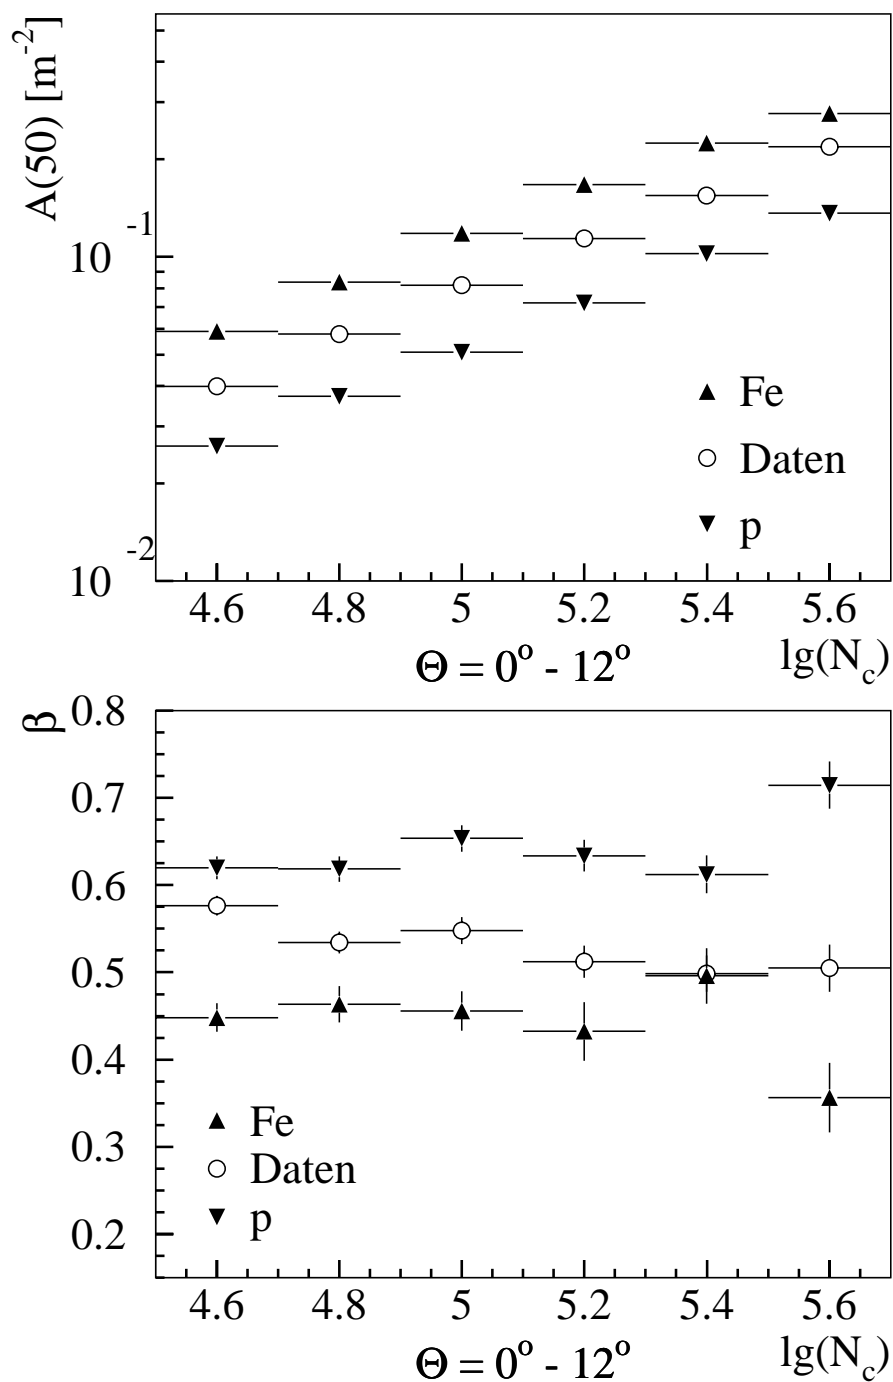 A(50) [m⁻²]
10⁻¹
Fe
Daten
p
10⁻²
4.6 4.8 5 5.2 5.4 5.6
Θ = 0° - 12° lg(N_c)
β
0.8
0.7
0.6
0.5
0.4
0.3
0.2
Fe
Daten
p
4.6 4.8 5 5.2 5.4 5.6
Θ = 0° - 12° lg(N_c)